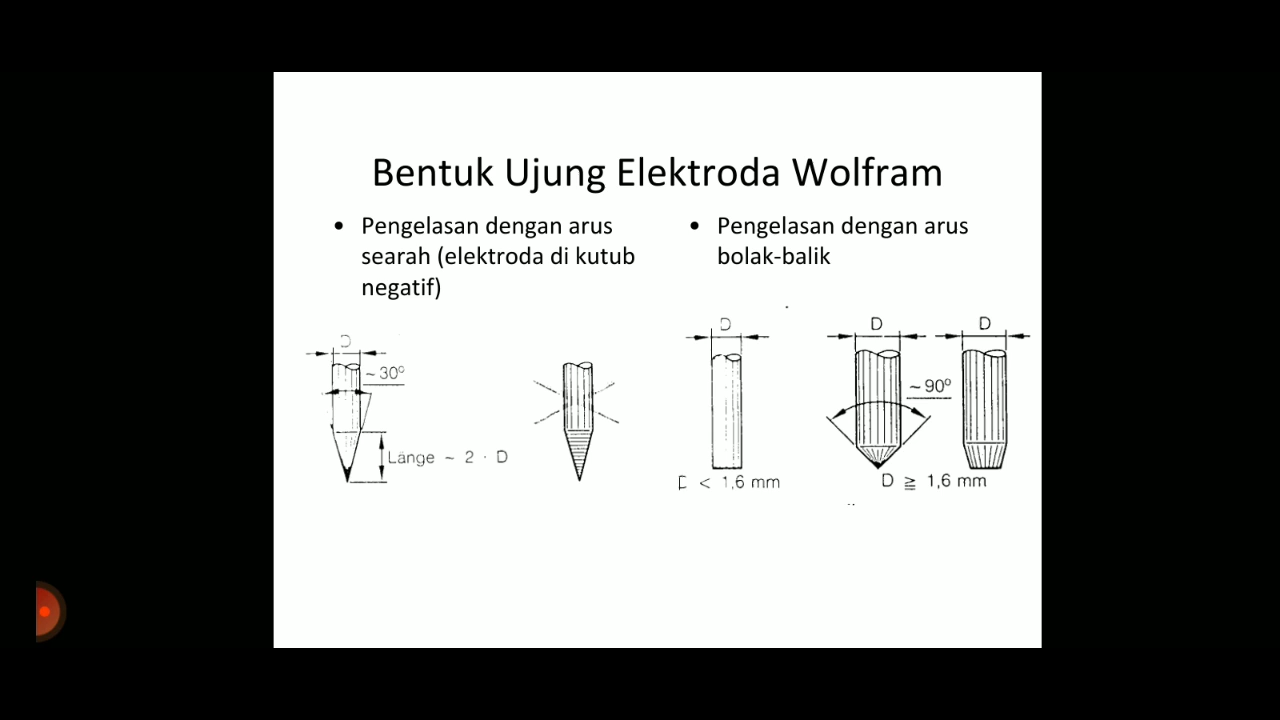 Bentuk Ujung Elektroda Wolfram
• Pengelasan dengan arus
searah (elektroda di kutub
negatif)
• Pengelasan dengan arus
bolak-balik
D
~ 30°
Länge ~ 2 · D
D
D < 1,6 mm
D
D
~ 90°
D ≧ 1,6 mm